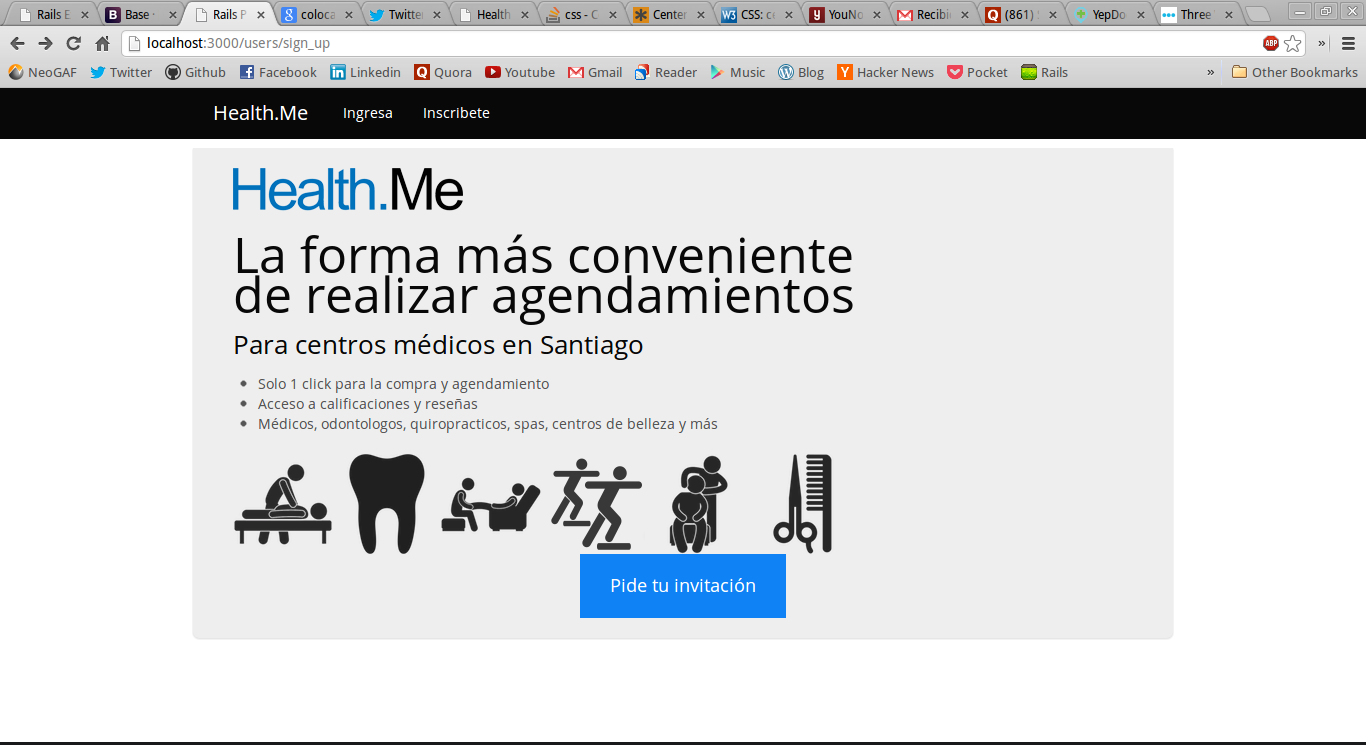 Rails E
Base
Rails P
coloca
Twitter
Health
css - C
Center
CSS: ce
YouNo
Recibi
(861)
YepDo
Three
localhost:3000/users/sign_up
ABP
»
NeoGAF
Twitter
Github
Facebook
Linkedin
Quora
Youtube
Gmail
Reader
Music
Blog
Hacker News
Pocket
Rails
»
Other Bookmarks
Health.Me
Ingresa
Inscribete
Health.Me
La forma más conveniente
de realizar agendamientos
Para centros médicos en Santiago
Solo 1 click para la compra y agendamiento
Acceso a calificaciones y reseñas
Médicos, odontologos, quiropracticos, spas, centros de belleza y más
Pide tu invitación